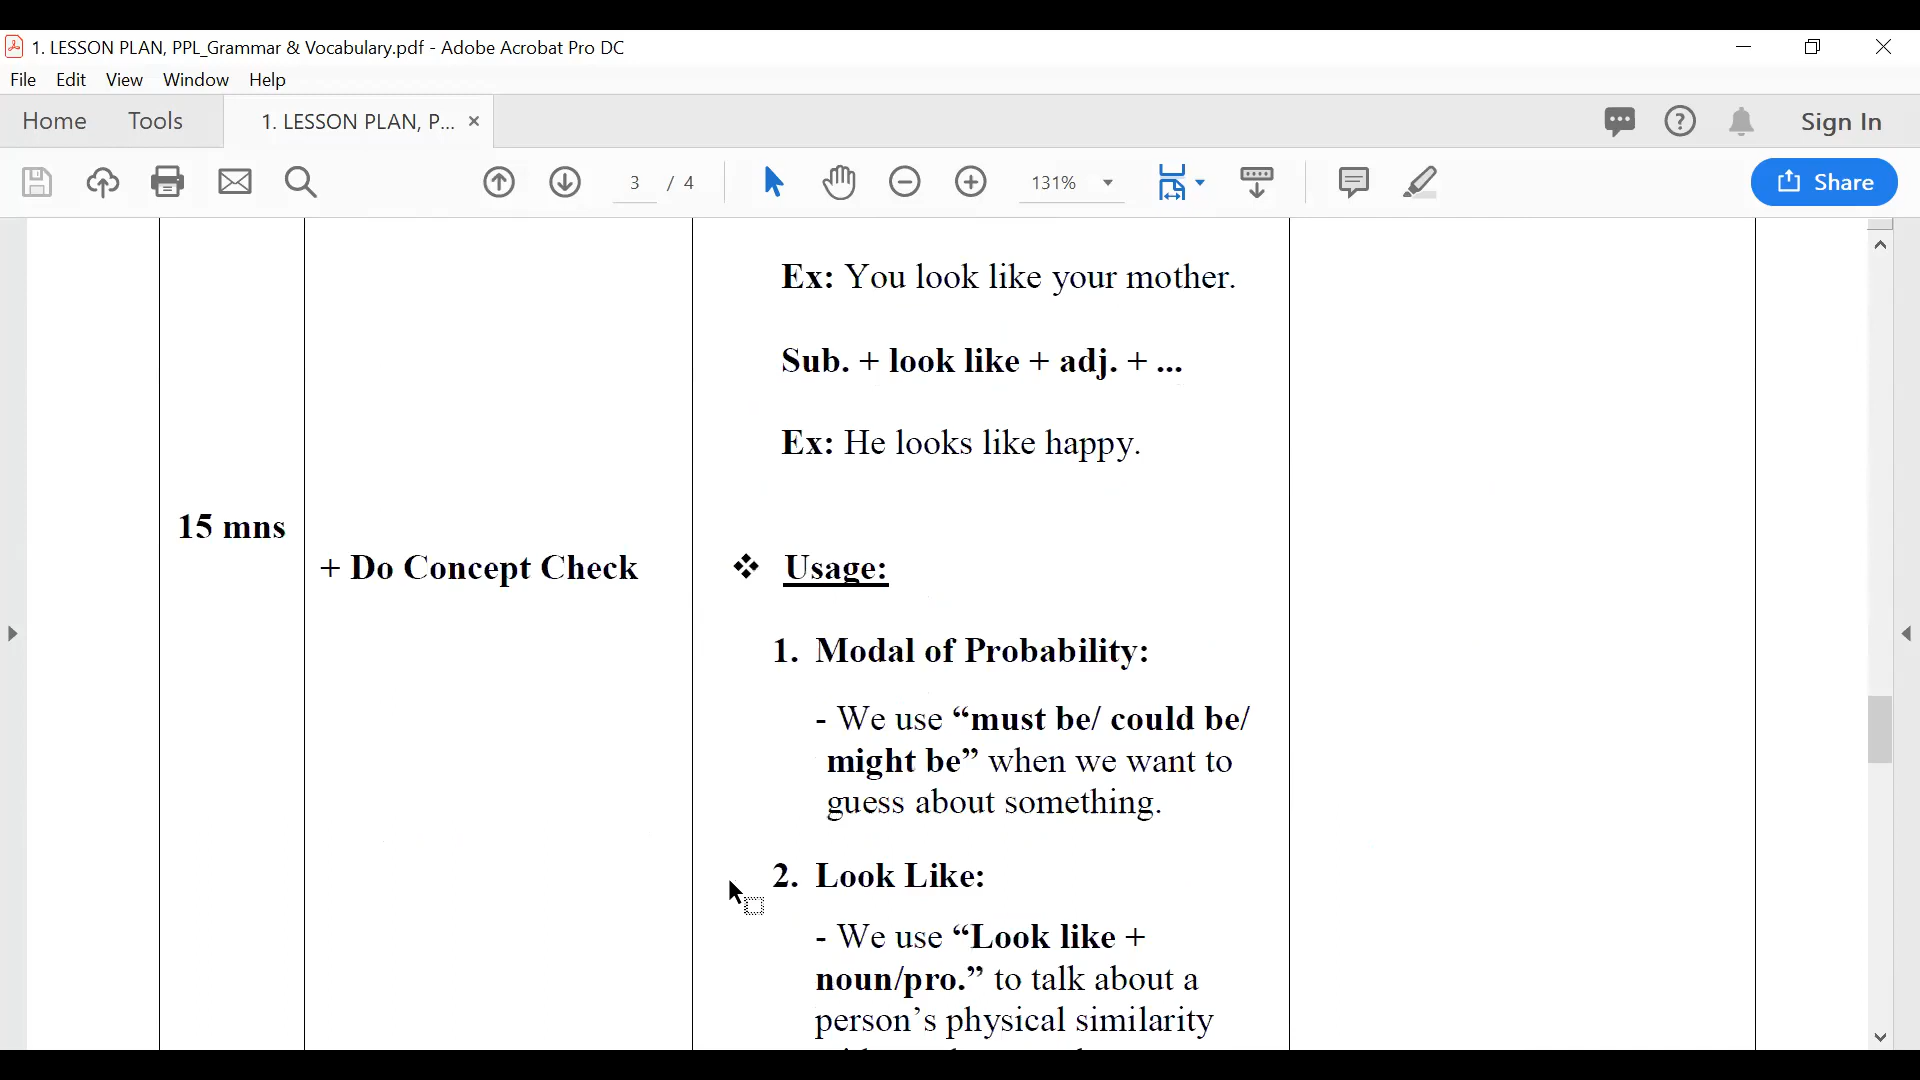 1. LESSON PLAN, PPL_Grammar & Vocabulary.pdf - Adobe Acrobat Pro DC
File Edit View Window Help
Home Tools 1. LESSON PLAN, P... × Sign In
3 / 4 131% Share
Ex: You look like your mother.
Sub. + look like + adj. + ...
Ex: He looks like happy.
15 mns
+ Do Concept Check
❖ Usage:
1. Modal of Probability:
- We use “must be/ could be/
might be” when we want to
guess about something.
2. Look Like:
- We use “Look like +
noun/pro.” to talk about a
person’s physical similarity